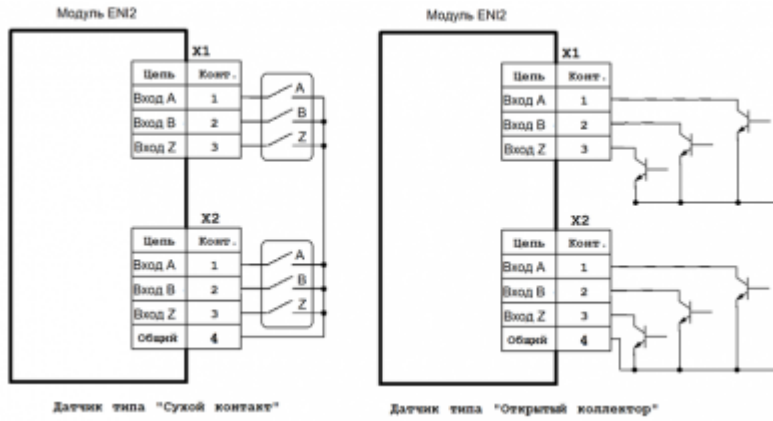 Модуль ENI2
X1
Цепь Конт.
Вход A 1
Вход B 2
Вход Z 3
A
B
Z
X2
Цепь Конт.
Вход A 1
Вход B 2
Вход Z 3
Общий 4
A
B
Z
Датчик типа "Сухой контакт"
Модуль ENI2
X1
Цепь Конт.
Вход A 1
Вход B 2
Вход Z 3
X2
Цепь Конт.
Вход A 1
Вход B 2
Вход Z 3
Общий 4
Датчик типа "Открытый коллектор"